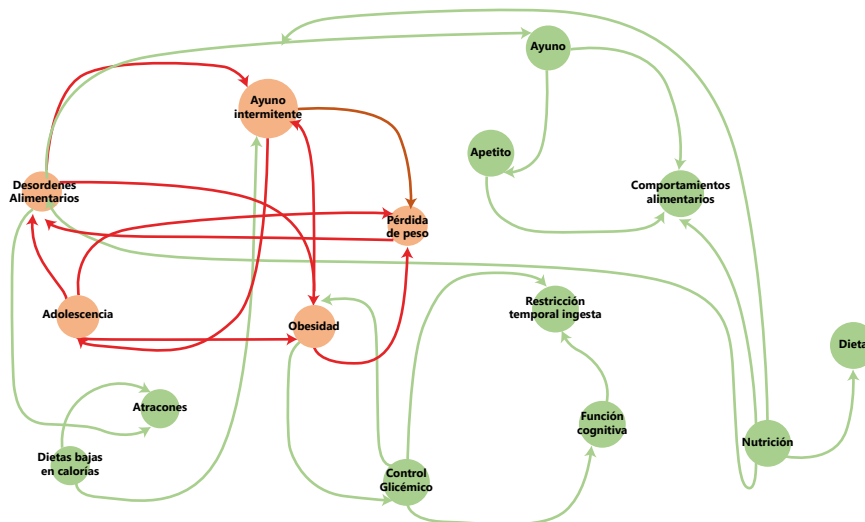 Ayuno
Ayuno
intermitente
Apetito
Desordenes
Alimentarios
Comportamientos
alimentarios
Pérdida
de peso
Restricción
temporal ingesta
Adolescencia
Obesidad
Dieta
Atracones
Función
cognitiva
Nutrición
Dietas bajas
en calorías
Control
Glicémico